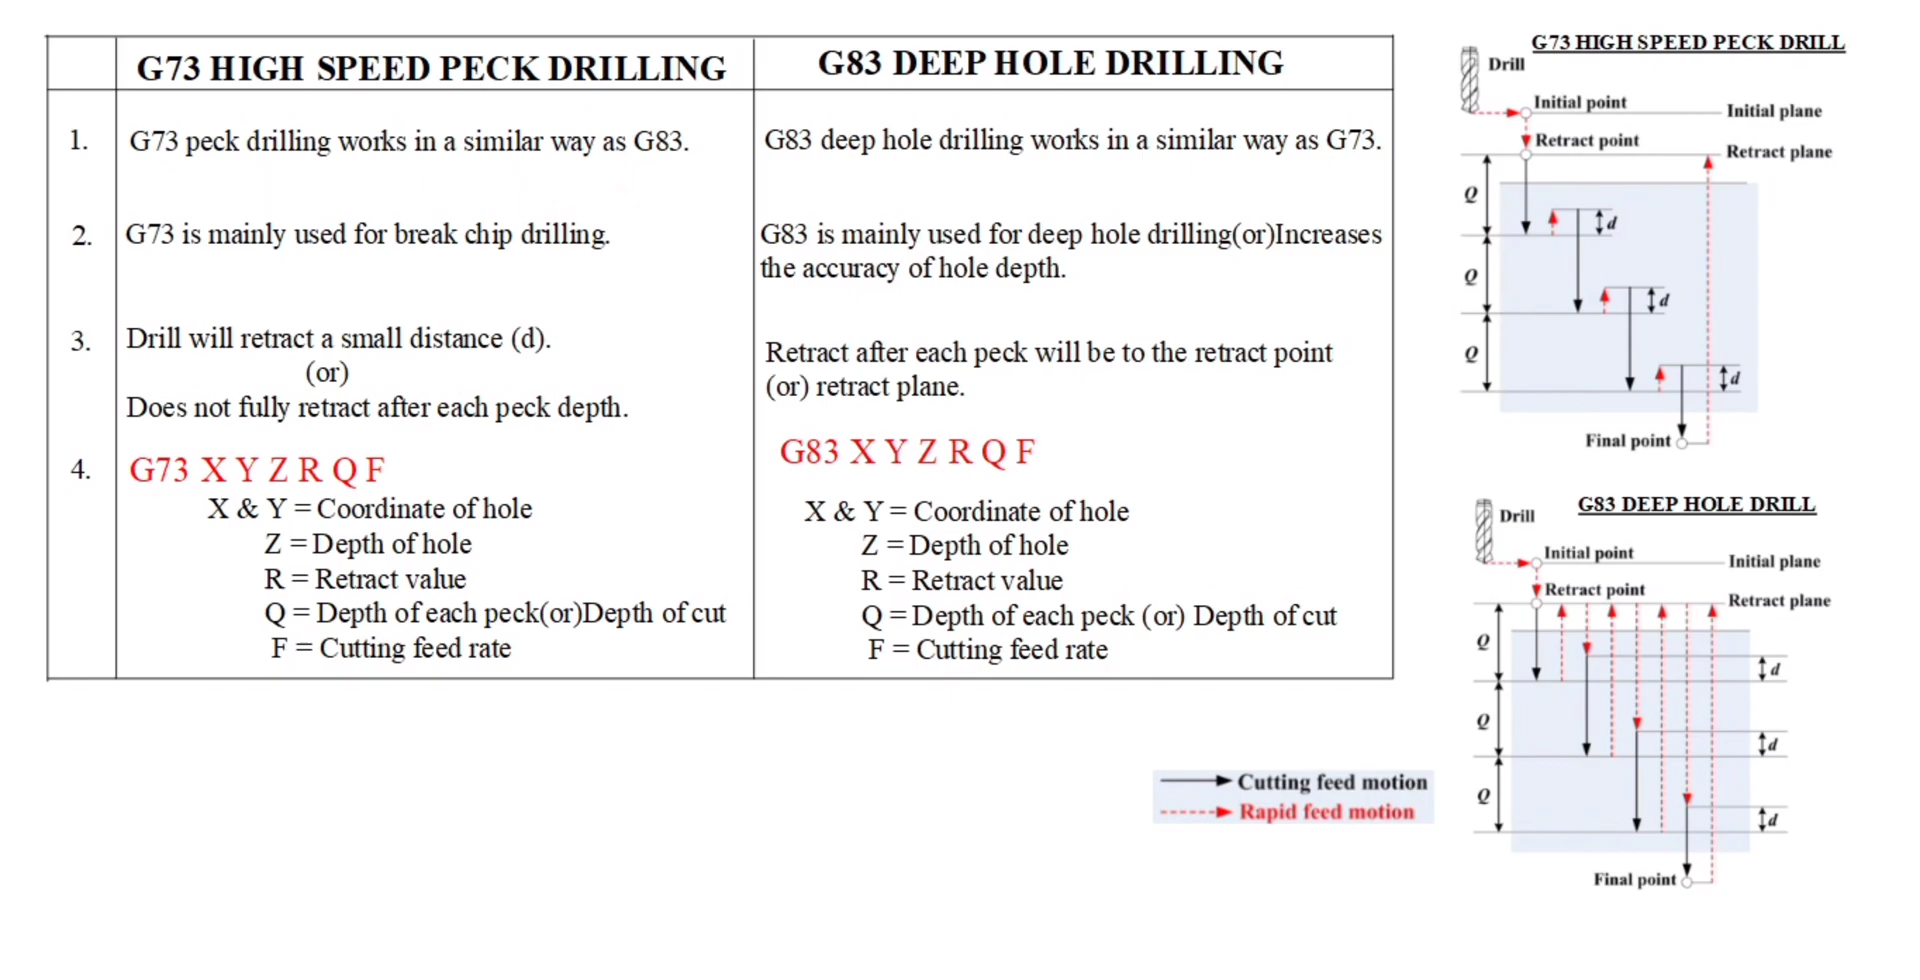 G73 HIGH SPEED PECK DRILLING
G83 DEEP HOLE DRILLING
1.
G73 peck drilling works in a similar way as G83.
G83 deep hole drilling works in a similar way as G73.
2.
G73 is mainly used for break chip drilling.
G83 is mainly used for deep hole drilling(or)Increases
the accuracy of hole depth.
3.
Drill will retract a small distance (d).
(or)
Does not fully retract after each peck depth.
Retract after each peck will be to the retract point
(or) retract plane.
4.
G73 X Y Z R Q F
X & Y = Coordinate of hole
Z = Depth of hole
R = Retract value
Q = Depth of each peck(or)Depth of cut
F = Cutting feed rate
G83 X Y Z R Q F
X & Y = Coordinate of hole
Z = Depth of hole
R = Retract value
Q = Depth of each peck (or) Depth of cut
F = Cutting feed rate
G73 HIGH SPEED PECK DRILL
Drill
Initial point
Initial plane
Retract point
Retract plane
Q
d
Q
d
Q
d
Final point
G83 DEEP HOLE DRILL
Drill
Initial point
Initial plane
Retract point
Retract plane
Q
d
Q
d
Q
d
Final point
Cutting feed motion
Rapid feed motion